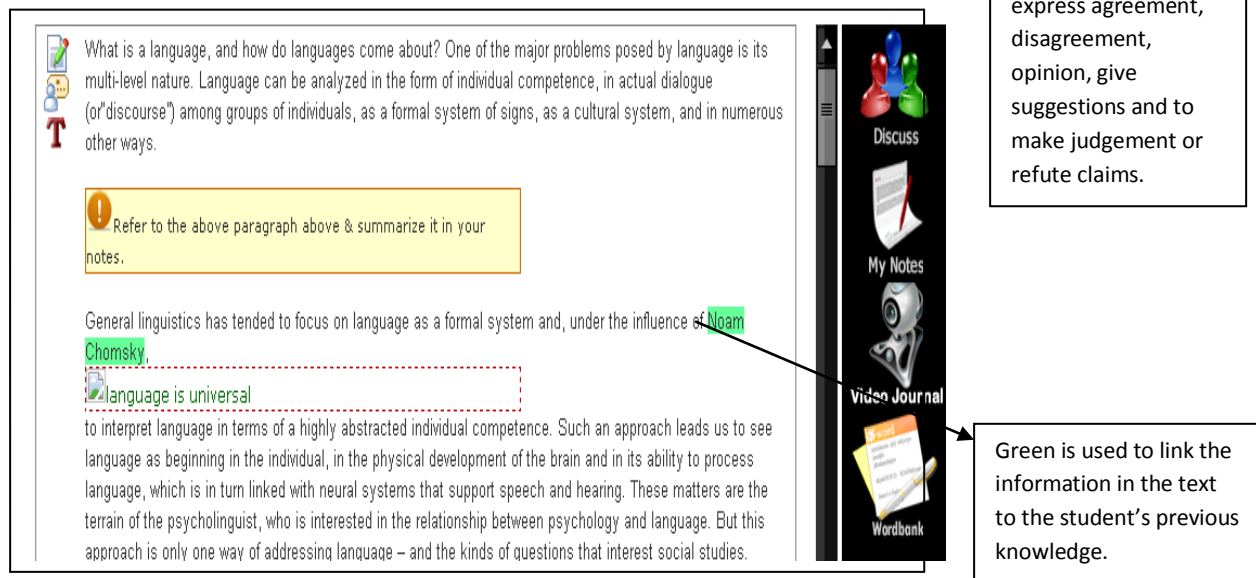 What is a language, and how do languages come about? One of the major problems posed by language is its
multi-level nature. Language can be analyzed in the form of individual competence, in actual dialogue
(or"discourse") among groups of individuals, as a formal system of signs, as a cultural system, and in numerous
other ways.
Refer to the above paragraph above & summarize it in your
notes.
General linguistics has tended to focus on language as a formal system and, under the influence of Noam
Chomsky,
language is universal
to interpret language in terms of a highly abstracted individual competence. Such an approach leads us to see
language as beginning in the individual, in the physical development of the brain and in its ability to process
language, which is in turn linked with neural systems that support speech and hearing. These matters are the
terrain of the psycholinguist, who is interested in the relationship between psychology and language. But this
approach is only one way of addressing language – and the kinds of questions that interest social studies.
T
Discuss
My Notes
Video Journal
word
Wordbank
express agreement,
disagreement,
opinion, give
suggestions and to
make judgement or
refute claims.
Green is used to link the
information in the text
to the student's previous
knowledge.